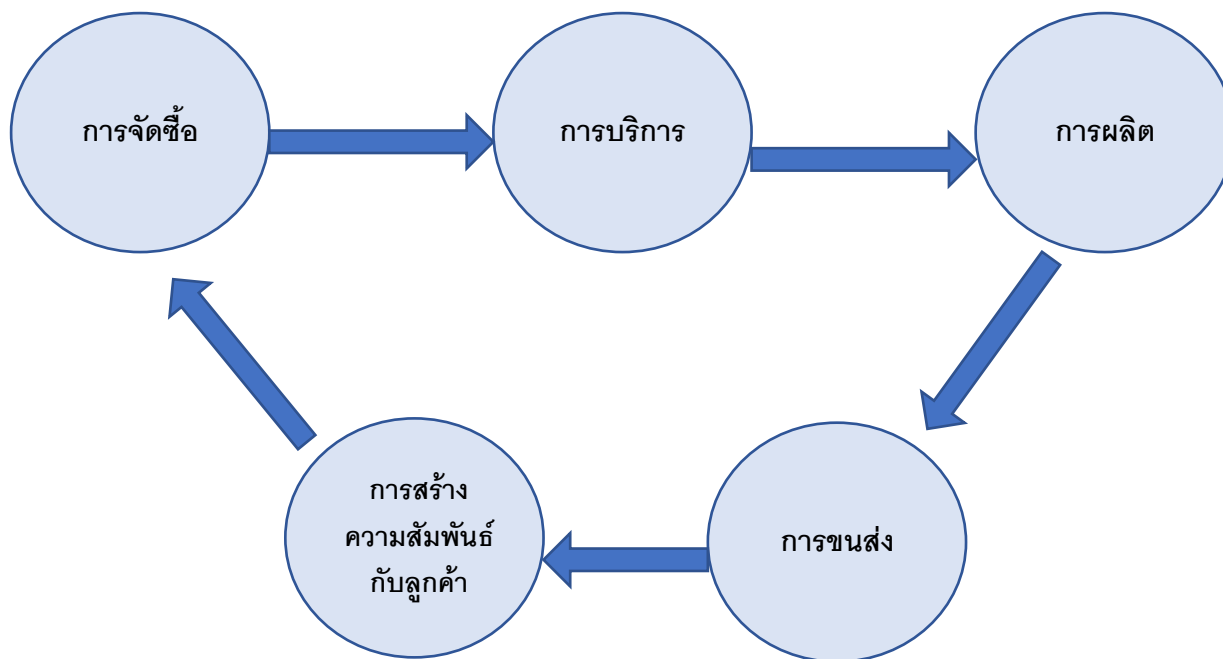 การจัดซื้อ
การบริการ
การผลิต
การขนส่ง
การสร้าง
ความสัมพันธ์
กับลูกค้า